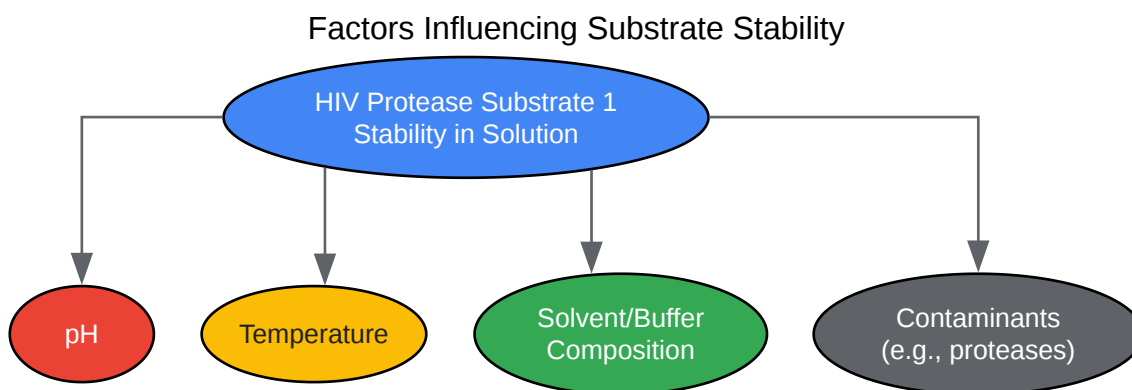 Factors Influencing Substrate Stability
HIV Protease Substrate 1
Stability in Solution
pH
Temperature
Solvent/Buffer
Composition
Contaminants
(e.g., proteases)